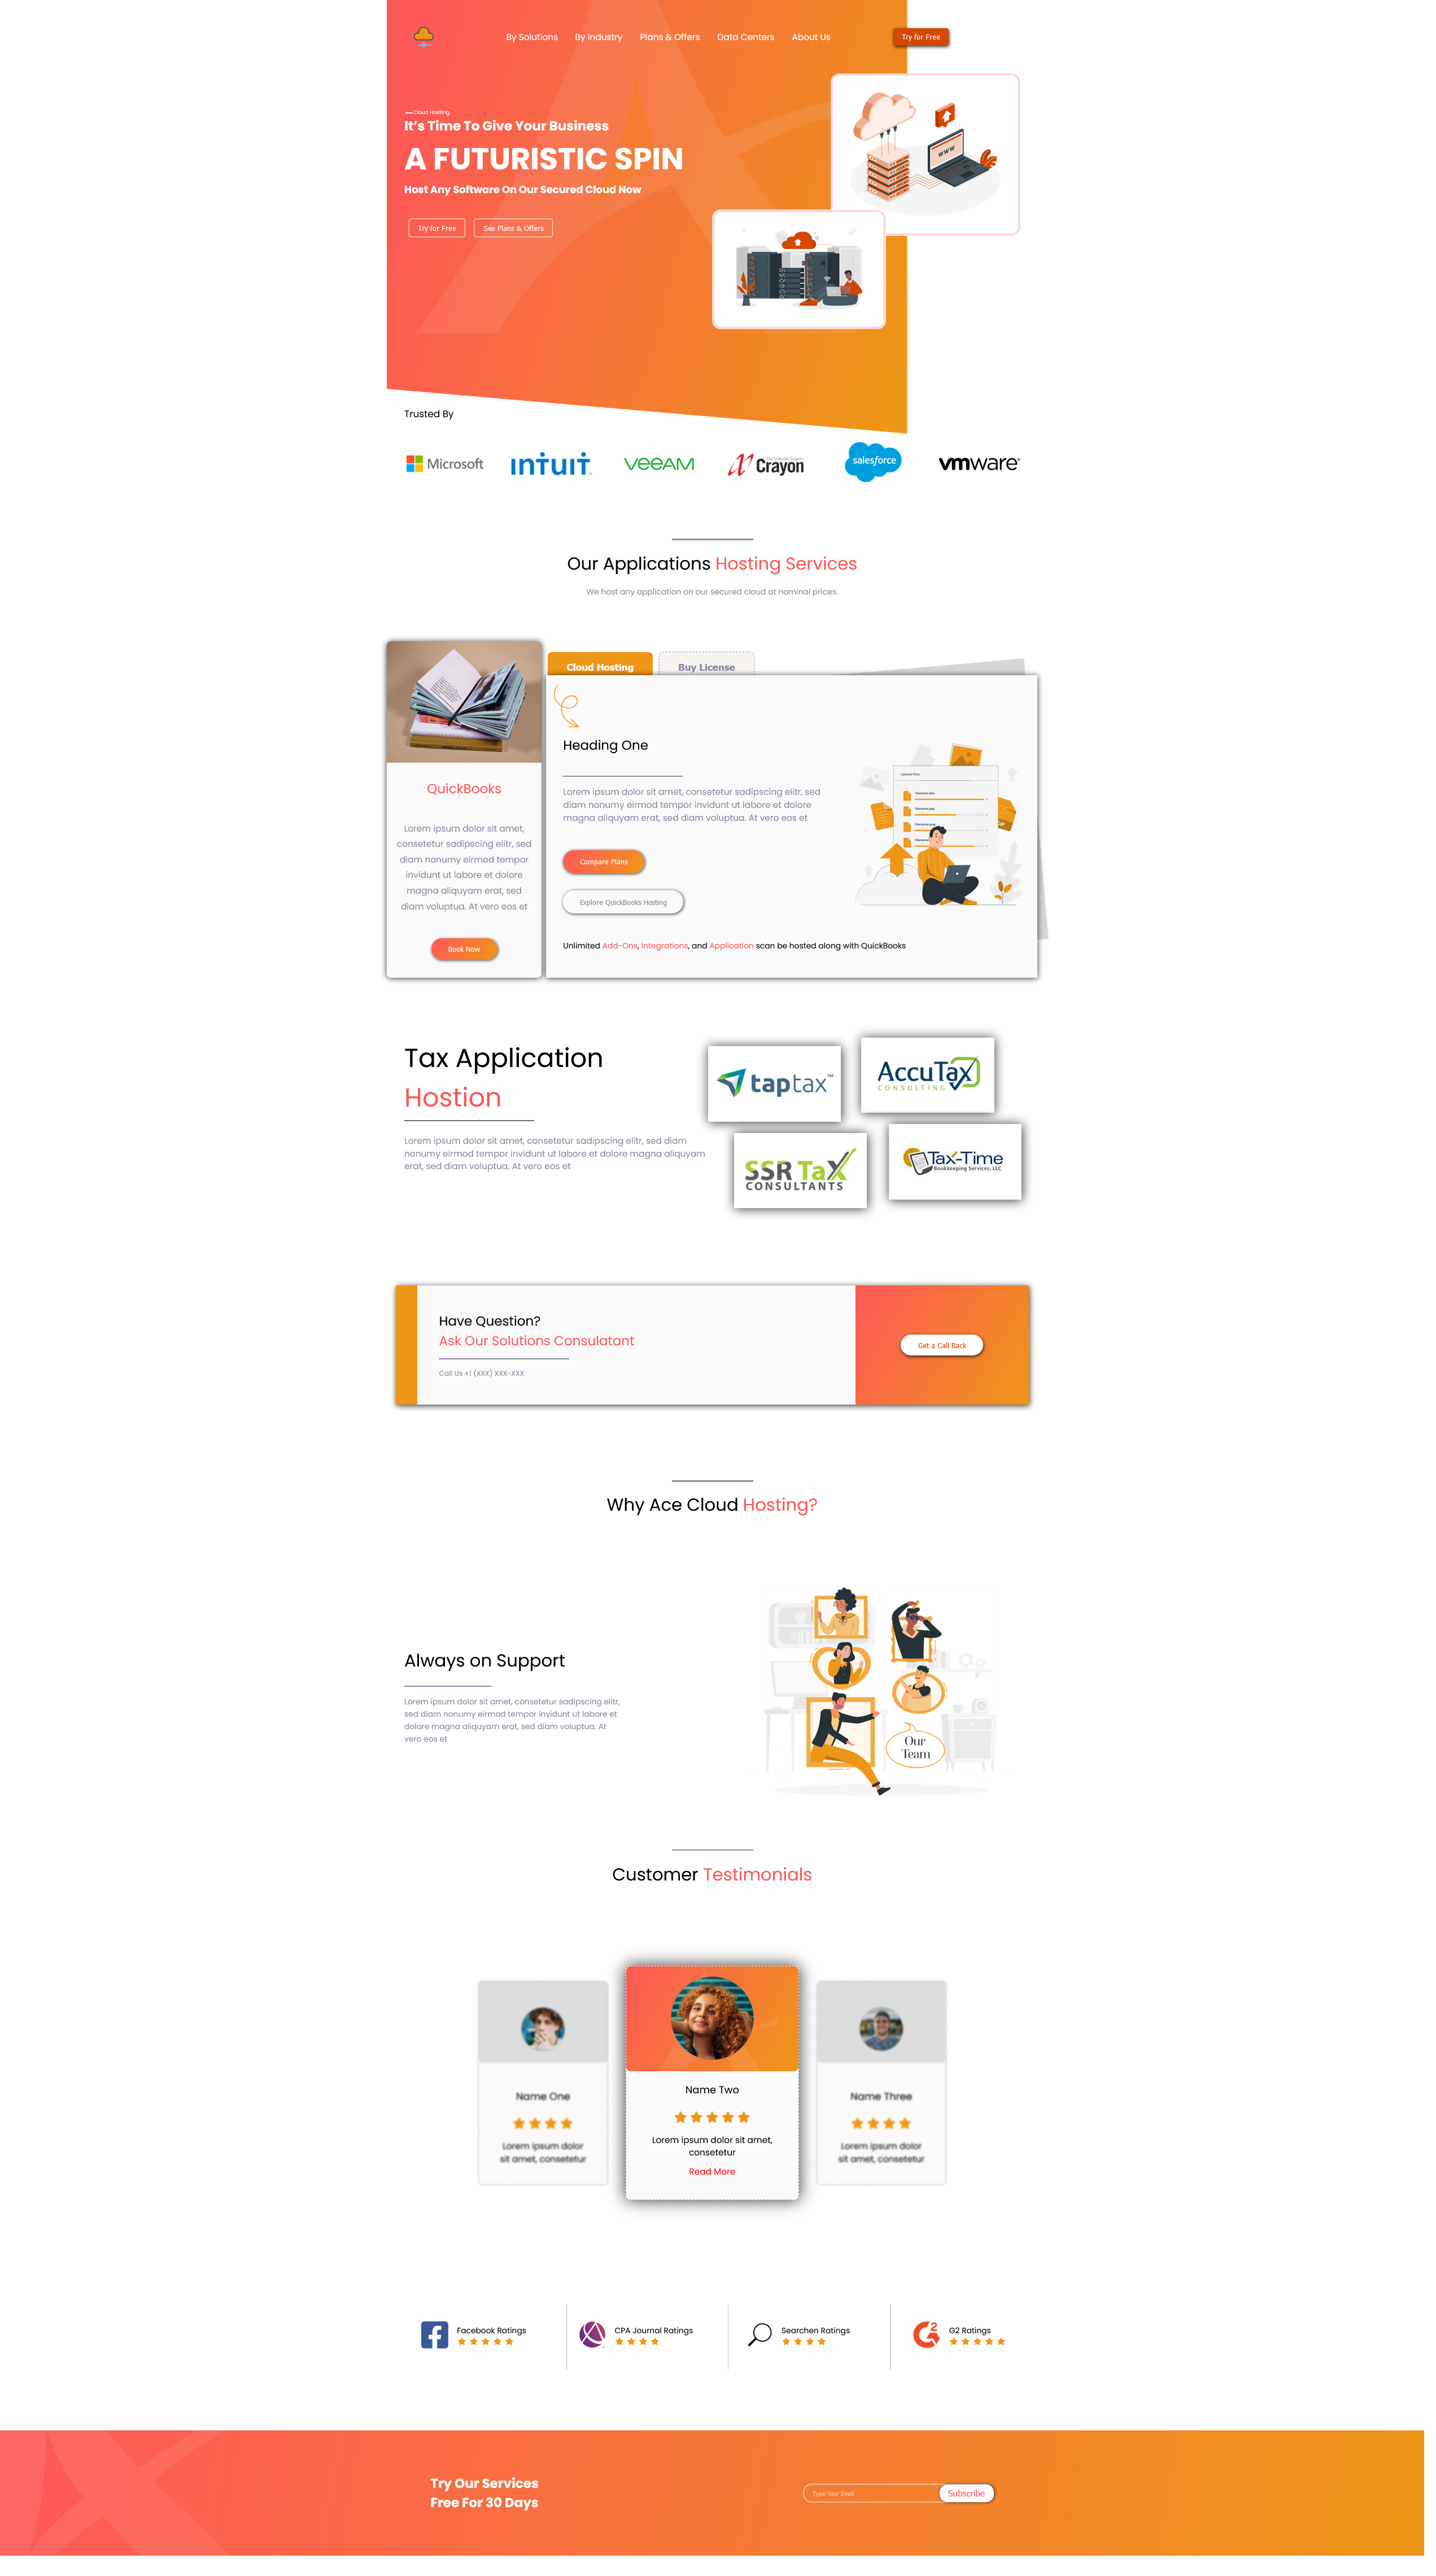 By Solutions By Industry Plans & Offers Data Centers About Us Try for Free
Cloud Hosting
It's Time To Give Your Business
A FUTURISTIC SPIN
Host Any Software On Our Secured Cloud Now
Try for Free See Plans & Offers
WWW
Trusted By
Microsoft intuit veeAM The Software Experts Crayon salesforce vmware
Our Applications Hosting Services
We host any application on our secured cloud at nominal prices.
Cloud Hosting Buy License
QuickBooks
Lorem ipsum dolor sit amet,
consetetur sadipscing elitr, sed
diam nonumy eirmod tempor
invidunt ut labore et dolore
magna aliquyam erat, sed
diam voluptua. At vero eos et
Book Now
Heading One
Lorem ipsum dolor sit amet, consetetur sadipscing elitr, sed
diam nonumy eirmod tempor invidunt ut labore et dolore
magna aliquyam erat, sed diam voluptua. At vero eos et
Compare Plans
Explore QuickBooks Hosting
Unlimited Add-Ons, Integrations, and Application scan be hosted along with QuickBooks
Upload Files
Tax Application
Hostion
Lorem ipsum dolor sit amet, consetetur sadipscing elitr, sed diam
nonumy eirmod tempor invidunt ut labore et dolore magna aliquyam
erat, sed diam voluptua. At vero eos et
taptax™
AccuTax
CONSULTING
SSR TaX
CONSULTANTS
Tax-Time
Bookkeeping Services, LLC
Have Question?
Ask Our Solutions Consulatant
Call Us +1 (XXX) XXX-XXX
Get a Call Back
Why Ace Cloud Hosting?
Always on Support
Lorem ipsum dolor sit amet, consetetur sadipscing elitr,
sed diam nonumy eirmod tempor invidunt ut labore et
dolore magna aliquyam erat, sed diam voluptua. At
vero eos et
Our
Team
Customer Testimonials
Name One
Lorem ipsum dolor
sit amet, consetetur
Name Two
Lorem ipsum dolor sit amet,
consetetur
Read More
Name Three
Lorem ipsum dolor
sit amet, consetetur
Facebook Ratings
CPA Journal Ratings
Searchen Ratings
G2 Ratings
Try Our Services
Free For 30 Days
Type Your Email Subscribe